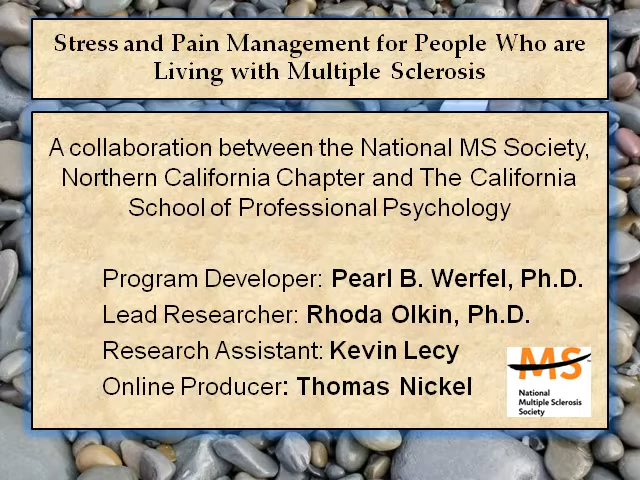 Stress and Pain Management for People Who are
Living with Multiple Sclerosis
A collaboration between the National MS Society,
Northern California Chapter and The California
School of Professional Psychology
Program Developer: Pearl B. Werfel, Ph.D.
Lead Researcher: Rhoda Olkin, Ph.D.
Research Assistant: Kevin Lecy
Online Producer: Thomas Nickel
MS
National
Multiple Sclerosis
Society